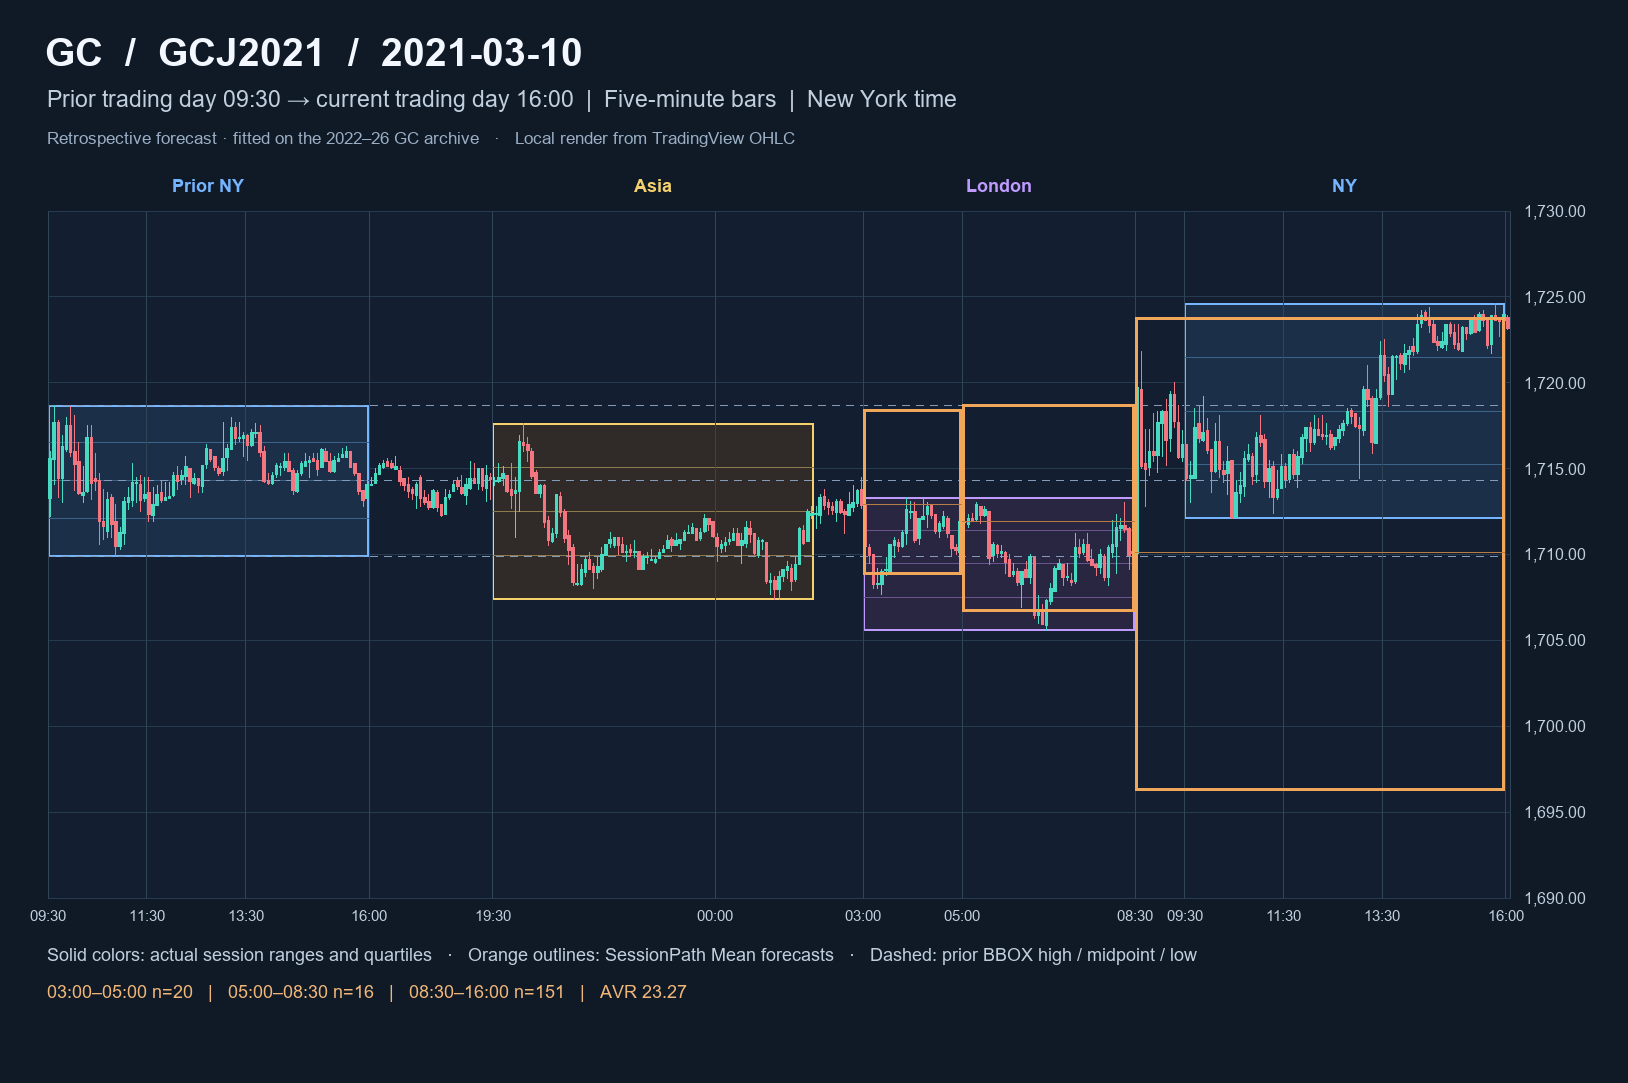 GC / GCJ2021 / 2021-03-10
Prior trading day 09:30 → current trading day 16:00 | Five-minute bars | New York time
Retrospective forecast · fitted on the 2022–26 GC archive · Local render from TradingView OHLC
Prior NY Asia London NY
1,730.00
1,725.00
1,720.00
1,715.00
1,710.00
1,705.00
1,700.00
1,695.00
1,690.00
09:30 11:30 13:30 16:00 19:30 00:00 03:00 05:00 08:30 09:30 11:30 13:30 16:00
Solid colors: actual session ranges and quartiles · Orange outlines: SessionPath Mean forecasts · Dashed: prior BBOX high / midpoint / low
03:00–05:00 n=20 | 05:00–08:30 n=16 | 08:30–16:00 n=151 | AVR 23.27